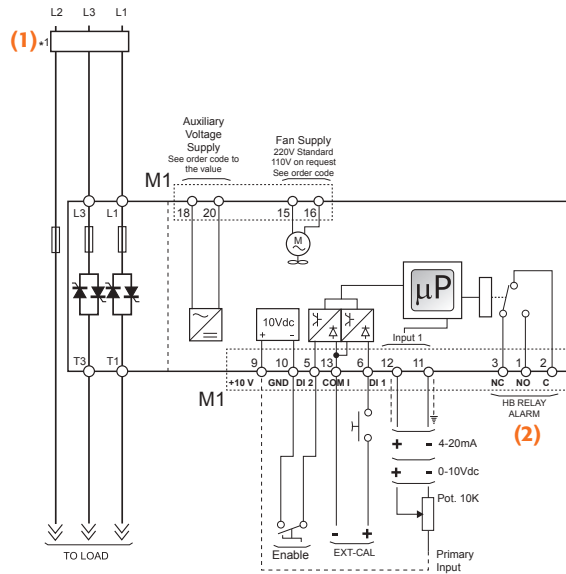 L2 L3 L1
(1) *1
Auxiliary
Voltage
Supply
See order code to
the value
Fan Supply
220V Standard
110V on request
See order code
M1
18 20 15 16
L3 L1
M
µP
10Vdc
+ -
Input 1
T3 T1
9 10 5 13 6 12 11 3 1 2
+10 V GND DI 2 COM I DI 1 NC NO C
M1
HB RELAY
ALARM
(2)
+ - 4-20mA
+ - 0-10Vdc
Pot. 10K
- +
Enable EXT-CAL
Primary
Input
TO LOAD